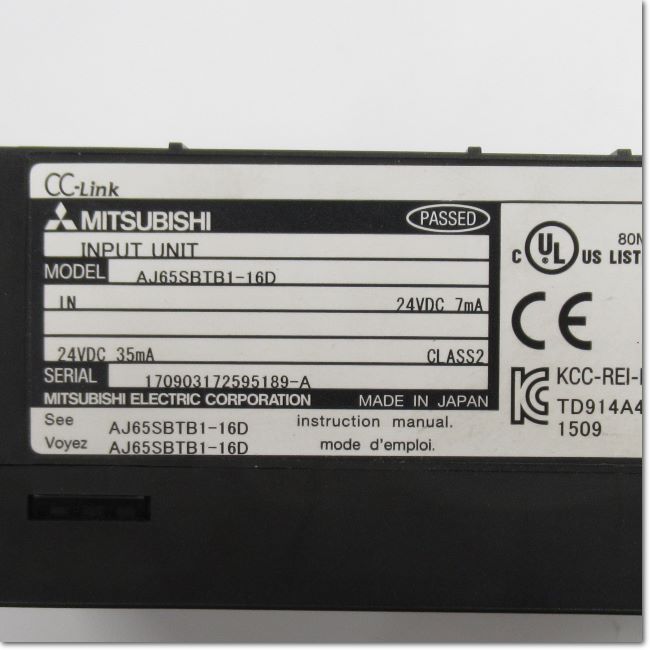 CC-Link
MITSUBISHI PASSED
INPUT UNIT
MODEL AJ65SBTB1-16D
IN 24VDC 7mA
24VDC 35mA CLASS2
SERIAL 170903172595189-A
MITSUBISHI ELECTRIC CORPORATION MADE IN JAPAN
See AJ65SBTB1-16D instruction manual.
Voyez AJ65SBTB1-16D mode d'emploi.
80M
C UL US LIST
CE
KCC-REI-
TD914A4
1509